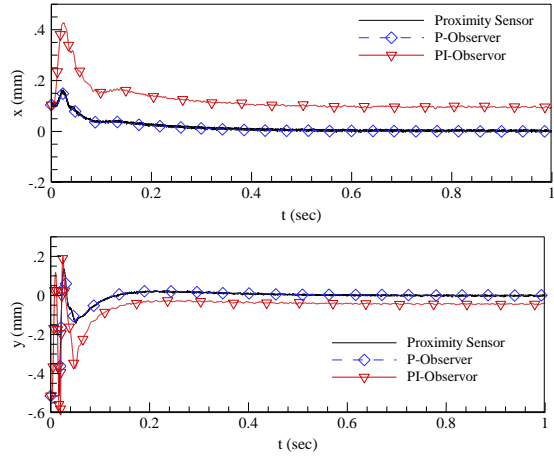 Proximity Sensor
P-Observer
PI-Observor
x (mm)
.4
.2
0
-.2
0 0.2 0.4 0.6 0.8 1
t (sec)
y (mm)
.2
0
-.2
-.4
-.6
Proximity Sensor
P-Observer
PI-Observor
0 0.2 0.4 0.6 0.8 1
t (sec)